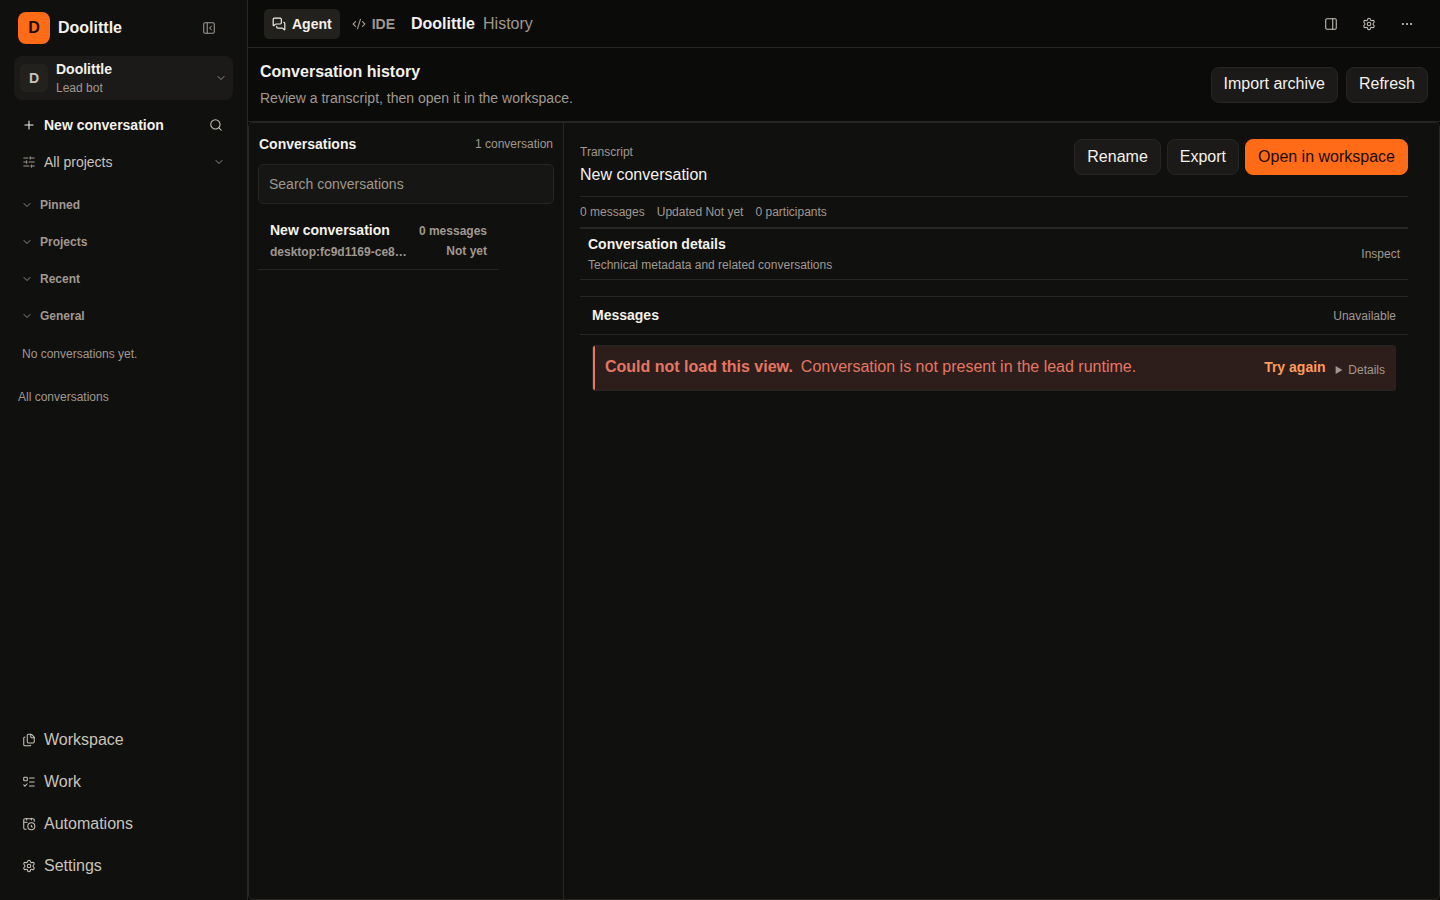 D Doolittle
D Doolittle
Lead bot
New conversation
All projects
Pinned
Projects
Recent
General
No conversations yet.
All conversations
Workspace
Work
Automations
Settings
Agent IDE Doolittle History
Conversation history
Review a transcript, then open it in the workspace.
Import archive Refresh
Conversations 1 conversation
Search conversations
New conversation 0 messages
desktop:fc9d1169-ce8... Not yet
Transcript
New conversation
Rename Export Open in workspace
0 messages Updated Not yet 0 participants
Conversation details
Technical metadata and related conversations
Inspect
Messages Unavailable
Could not load this view. Conversation is not present in the lead runtime. Try again Details